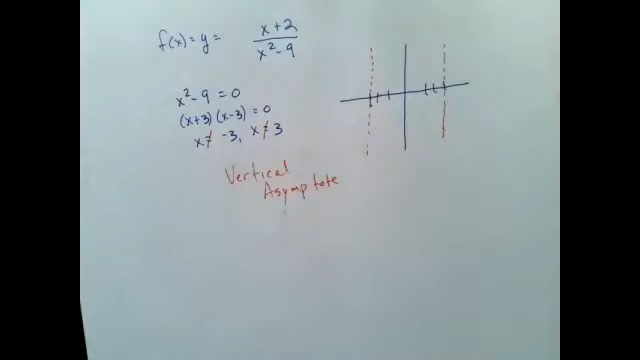 f(x) = y = x+2 / x² - 9
x² - 9 = 0
(x+3)(x-3) = 0
x ≠ -3, x ≠ 3
Vertical
Asymptote